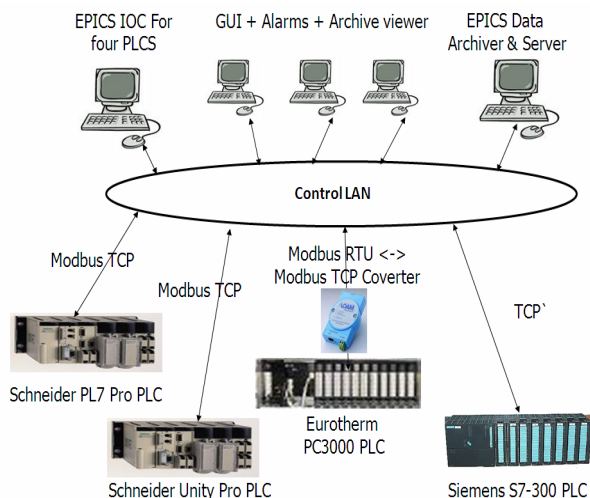 EPICS IOC For
four PLCS
GUI + Alarms + Archive viewer
EPICS Data
Archiver & Server
Control LAN
Modbus TCP
Modbus TCP
Modbus RTU <->
Modbus TCP Coverter
TCP`
Schneider PL7 Pro PLC
Schneider Unity Pro PLC
Eurotherm
PC3000 PLC
Siemens S7-300 PLC